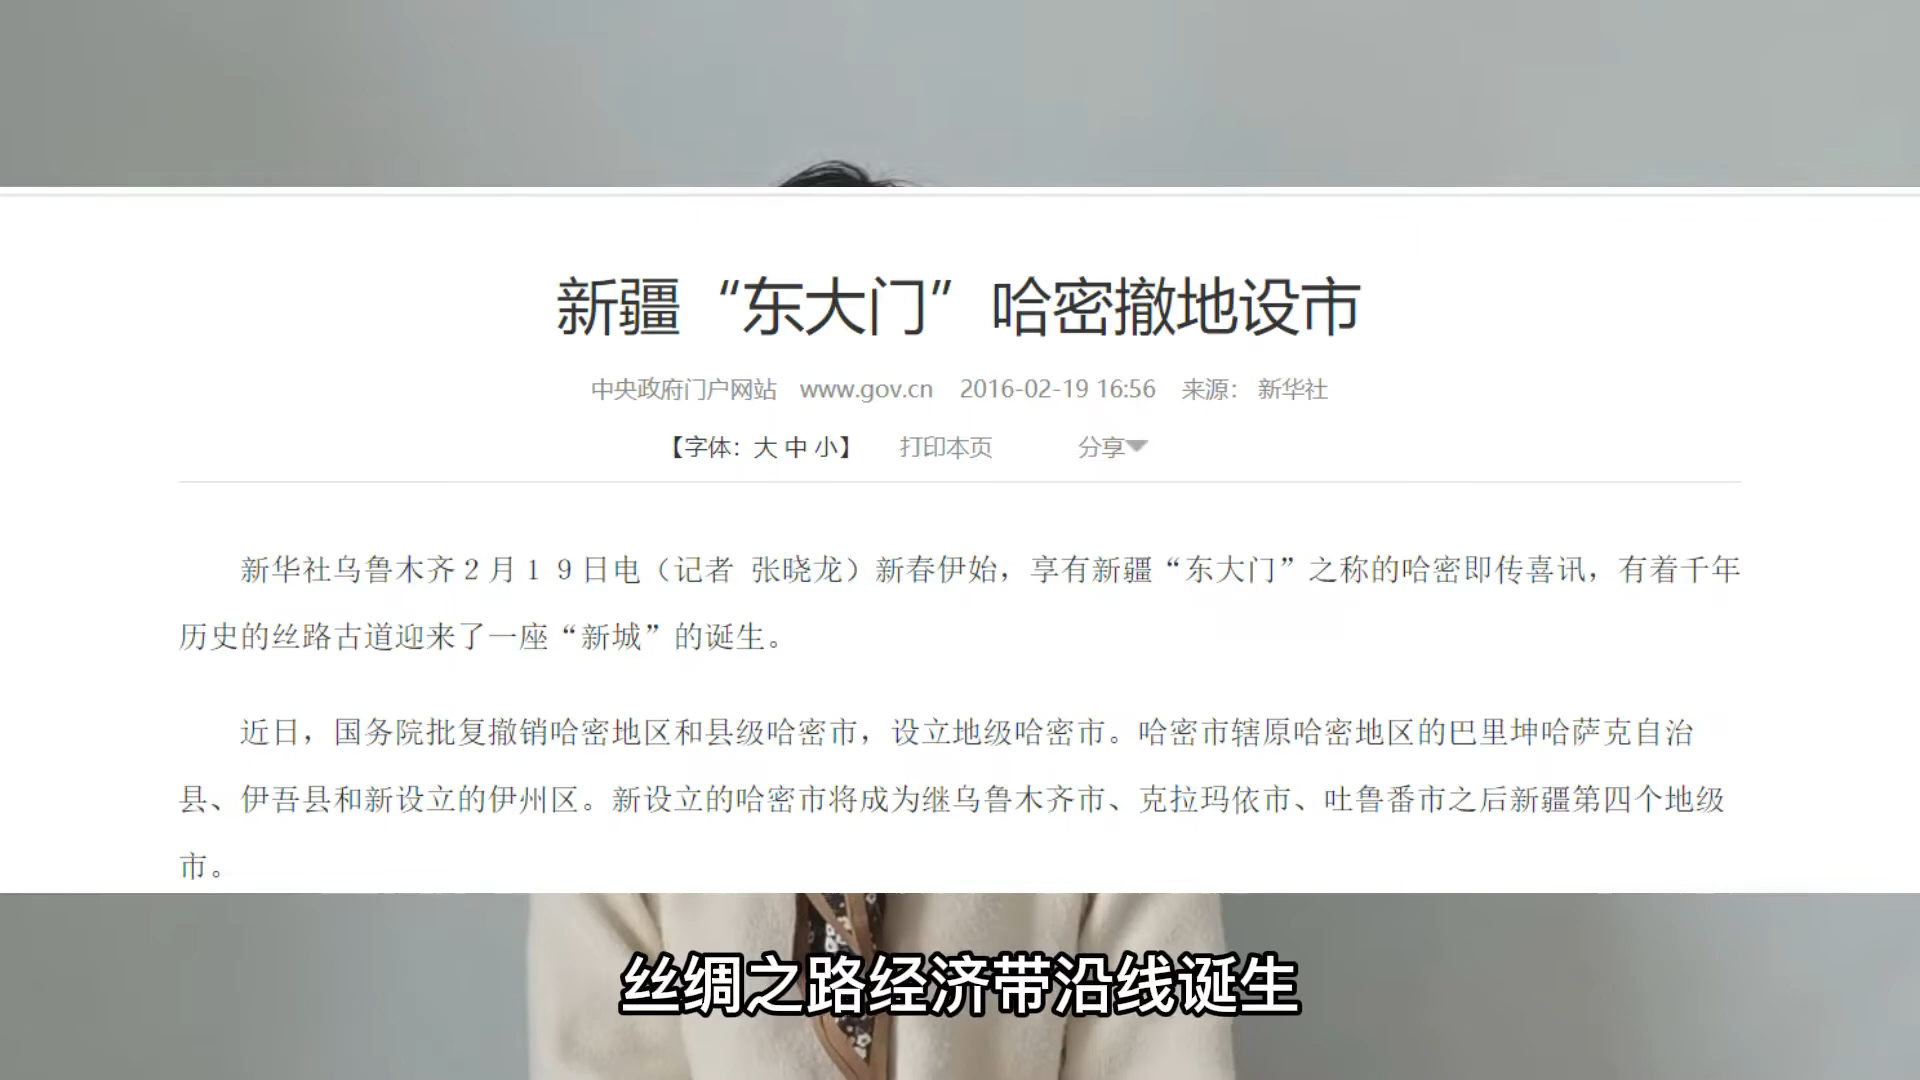 新疆“东大门”哈密撤地设市
中央政府门户网站 www.gov.cn 2016-02-19 16:56 来源： 新华社
【字体：大 中 小】 打印本页 分享
新华社乌鲁木齐２月１９日电（记者 张晓龙）新春伊始，享有新疆“东大门”之称的哈密即传喜讯，有着千年
历史的丝路古道迎来了一座“新城”的诞生。
近日，国务院批复撤销哈密地区和县级哈密市，设立地级哈密市。哈密市辖原哈密地区的巴里坤哈萨克自治
县、伊吾县和新设立的伊州区。新设立的哈密市将成为继乌鲁木齐市、克拉玛依市、吐鲁番市之后新疆第四个地级
市。
丝绸之路经济带沿线诞生